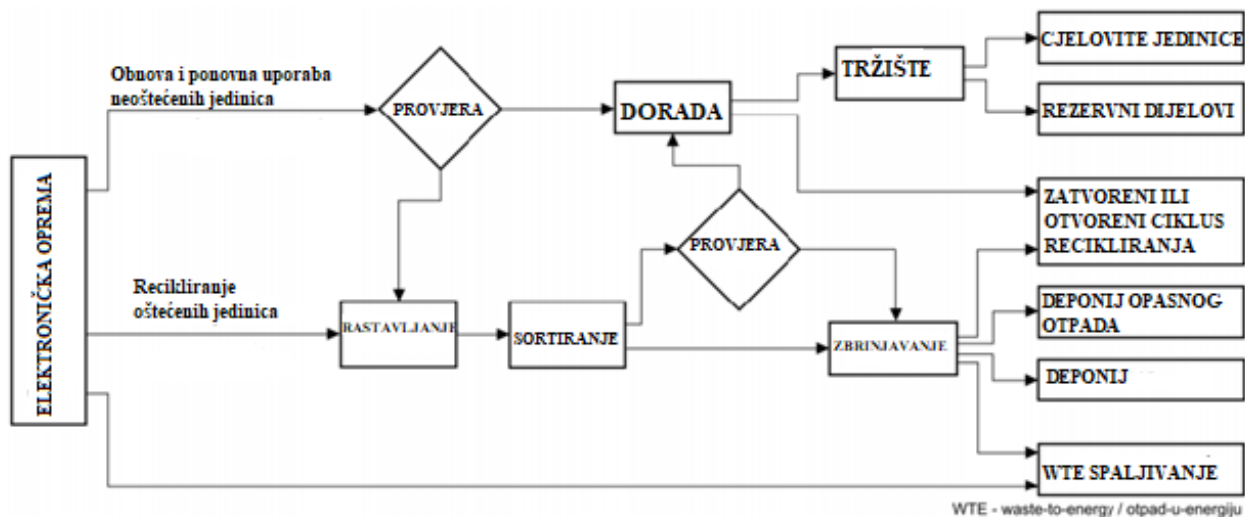 CJELOVITE JEDINICE
Obnova i ponovna uporaba
neoštećenih jedinica
TRŽIŠTE
PROVJERA
DORADA
REZERVNI DIJELOVI
ELEKTRONIČKA OPREMA
ZATVORENI ILI
OTVORENI CIKLUS
RECIKLIRANJA
PROVJERA
Recikliranje
oštećenih jedinica
RASTAVLJANJE
SORTIRANJE
ZBRINJAVANJE
DEPONIJ OPASNOG
OTPADA
DEPONIJ
WTE SPALJIVANJE
WTE - waste-to-energy / otpad-u-energiju